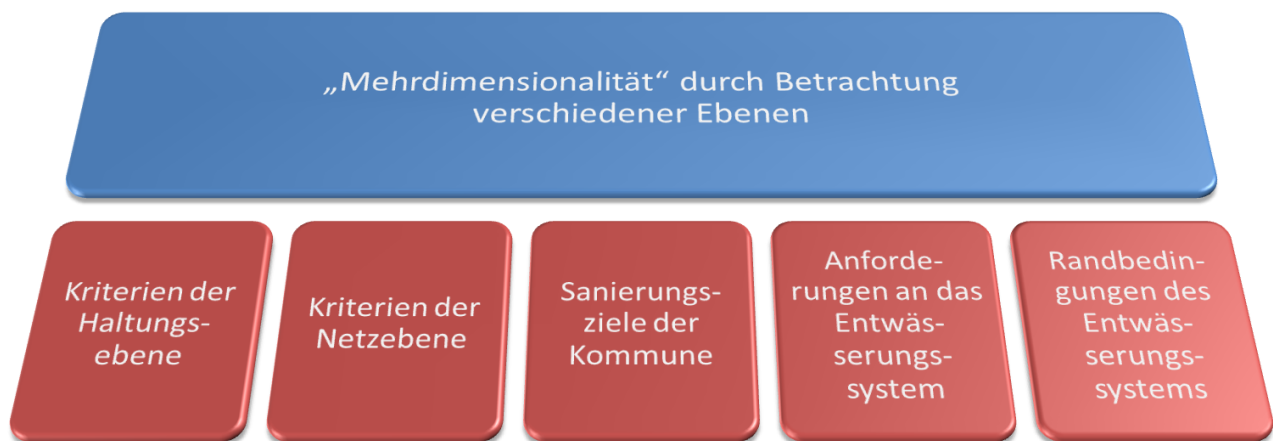 „Mehrdimensionalität“ durch Betrachtung
verschiedener Ebenen
Kriterien der
Haltungs-
ebene
Kriterien der
Netzebene
Sanierungs-
ziele der
Kommune
Anforde-
rungen an das
Entwäs-
serungs-
system
Randbedin-
gungen des
Entwäs-
serungs-
systems